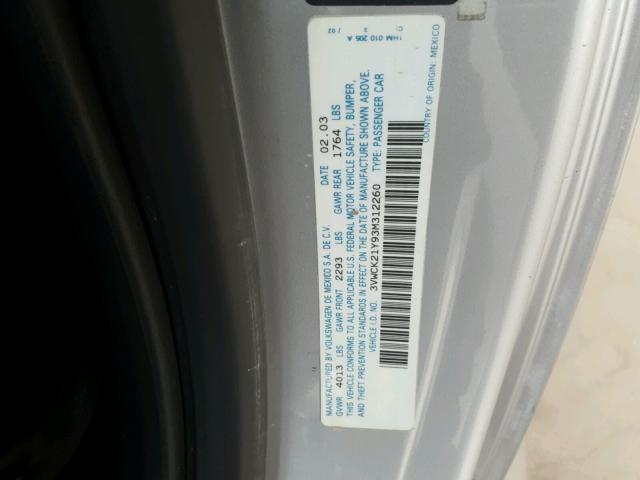 MANUFACTURED BY VOLKSWAGEN DE MEXICO S.A. DE C.V. DATE 02.03
GVWR 4013 LBS GAWR FRONT 2293 LBS GAWR REAR 1764 LBS
THIS VEHICLE CONFORMS TO ALL APPLICABLE U.S. FEDERAL MOTOR VEHICLE SAFETY, BUMPER,
AND THEFT PREVENTION STANDARDS IN EFFECT ON THE DATE OF MANUFACTURE SHOWN ABOVE.
VEHICLE I.D. NO. 3VWCK21Y93M312260 TYPE: PASSENGER CAR
COUNTRY OF ORIGIN: MEXICO
1HM 010 205 A